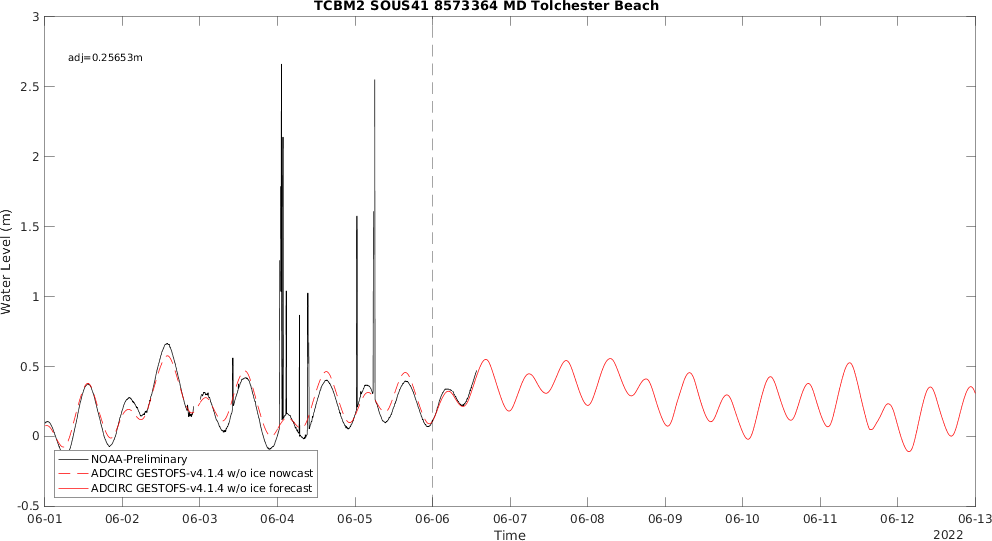 TCBM2 SOUS41 8573364 MD Tolchester Beach
adj=0.25653m
Water Level (m)
3
2.5
2
1.5
1
0.5
0
-0.5
NOAA-Preliminary
ADCIRC GESTOFS-v4.1.4 w/o ice nowcast
ADCIRC GESTOFS-v4.1.4 w/o ice forecast
06-01 06-02 06-03 06-04 06-05 06-06 06-07 06-08 06-09 06-10 06-11 06-12 06-13
Time
2022